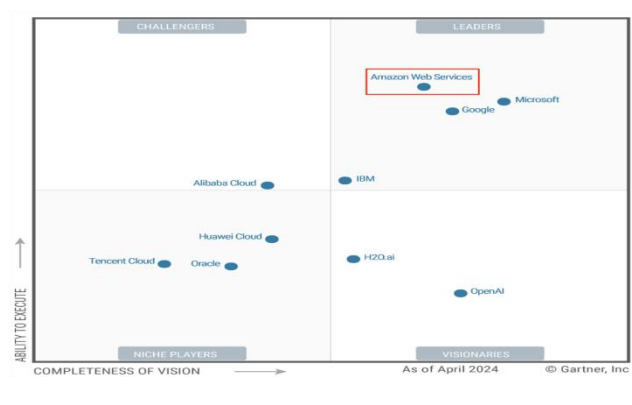 CHALLENGERS
LEADERS
Amazon Web Services
Microsoft
Google
Alibaba Cloud
IBM
Huawei Cloud
Tencent Cloud
Oracle
H2O.ai
OpenAI
NICHE PLAYERS
VISIONARIES
ABILITY TO EXECUTE
COMPLETENESS OF VISION
As of April 2024
© Gartner, Inc